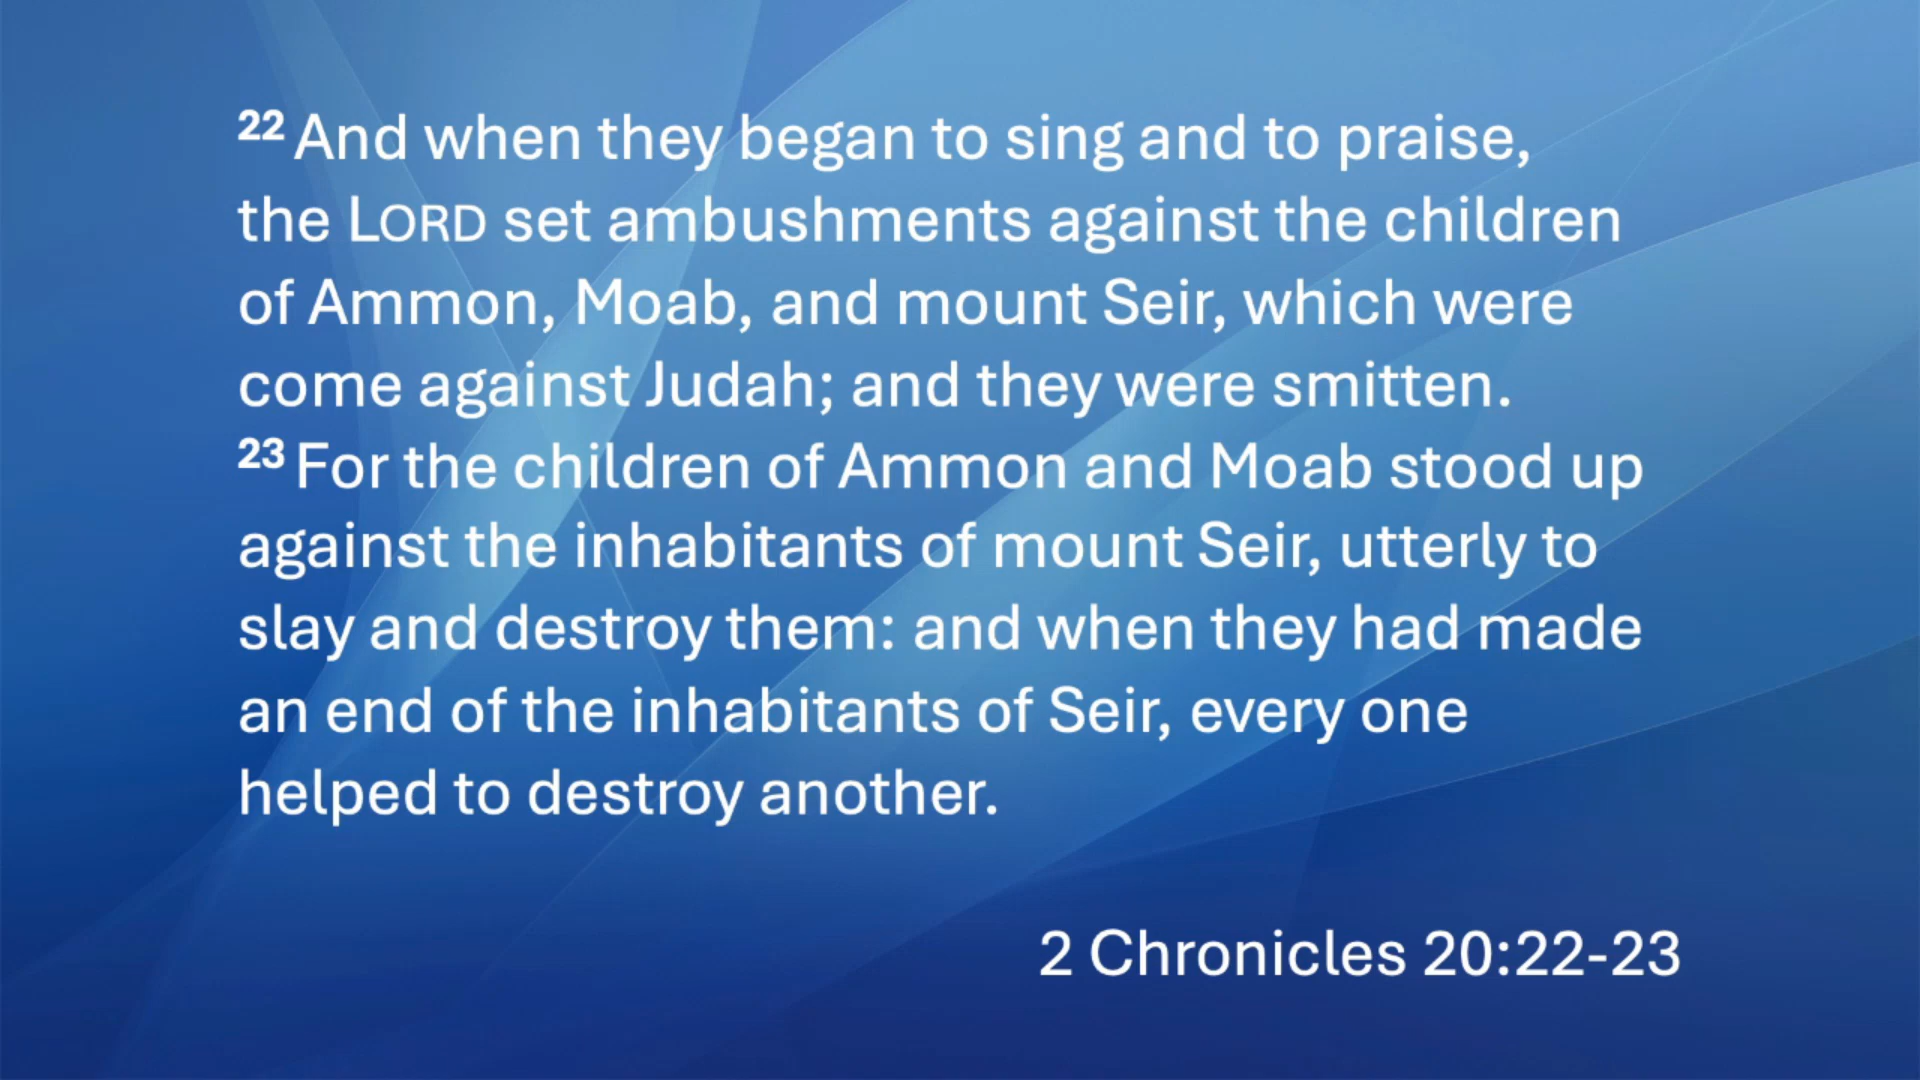 22 And when they began to sing and to praise,
the LORD set ambushments against the children
of Ammon, Moab, and mount Seir, which were
come against Judah; and they were smitten.
23 For the children of Ammon and Moab stood up
against the inhabitants of mount Seir, utterly to
slay and destroy them: and when they had made
an end of the inhabitants of Seir, every one
helped to destroy another.
2 Chronicles 20:22-23